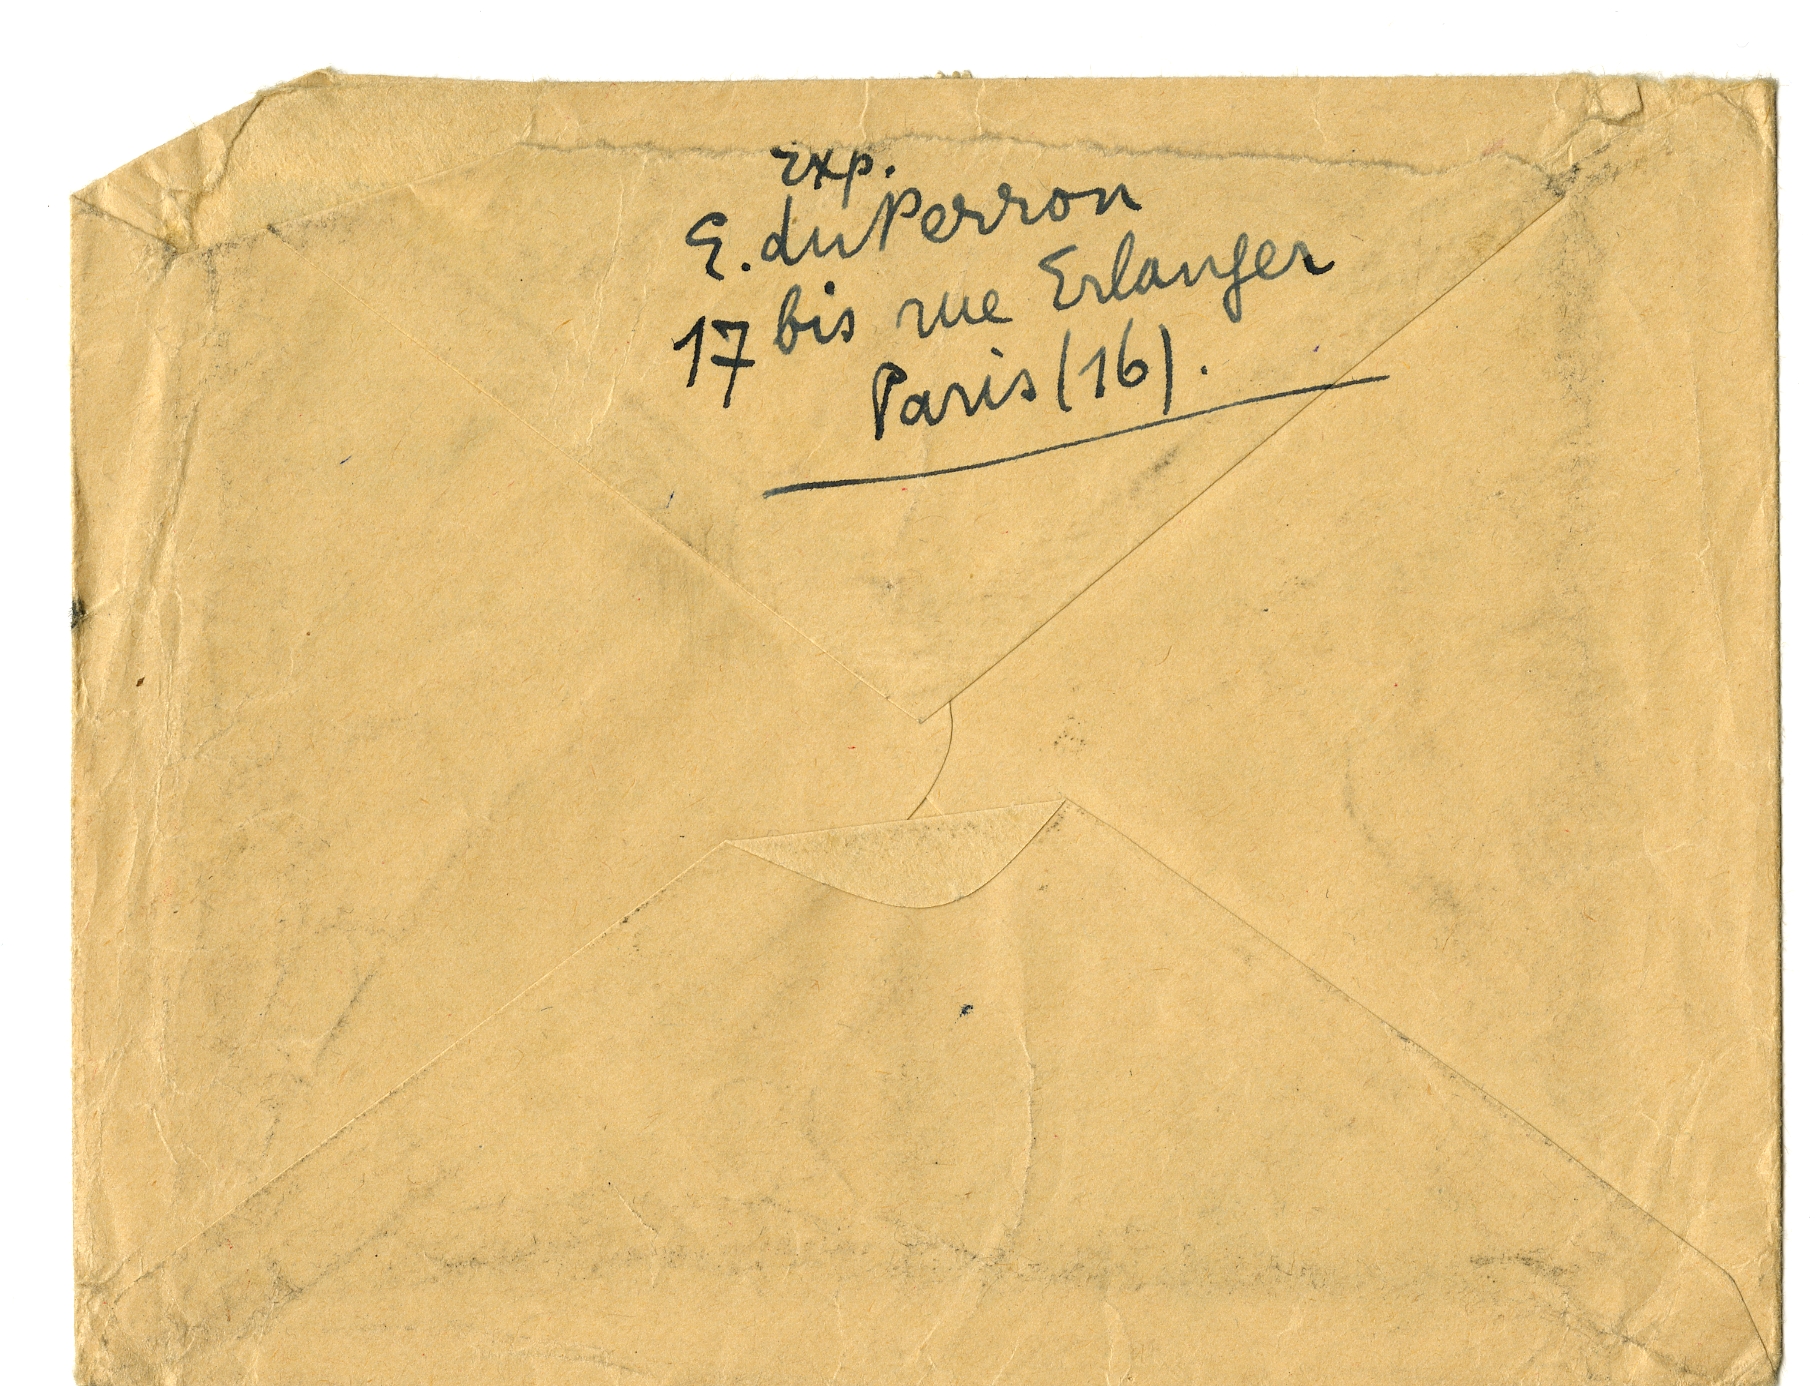 Exp.
E. du Perron
17 bis rue Erlanger
Paris (16).